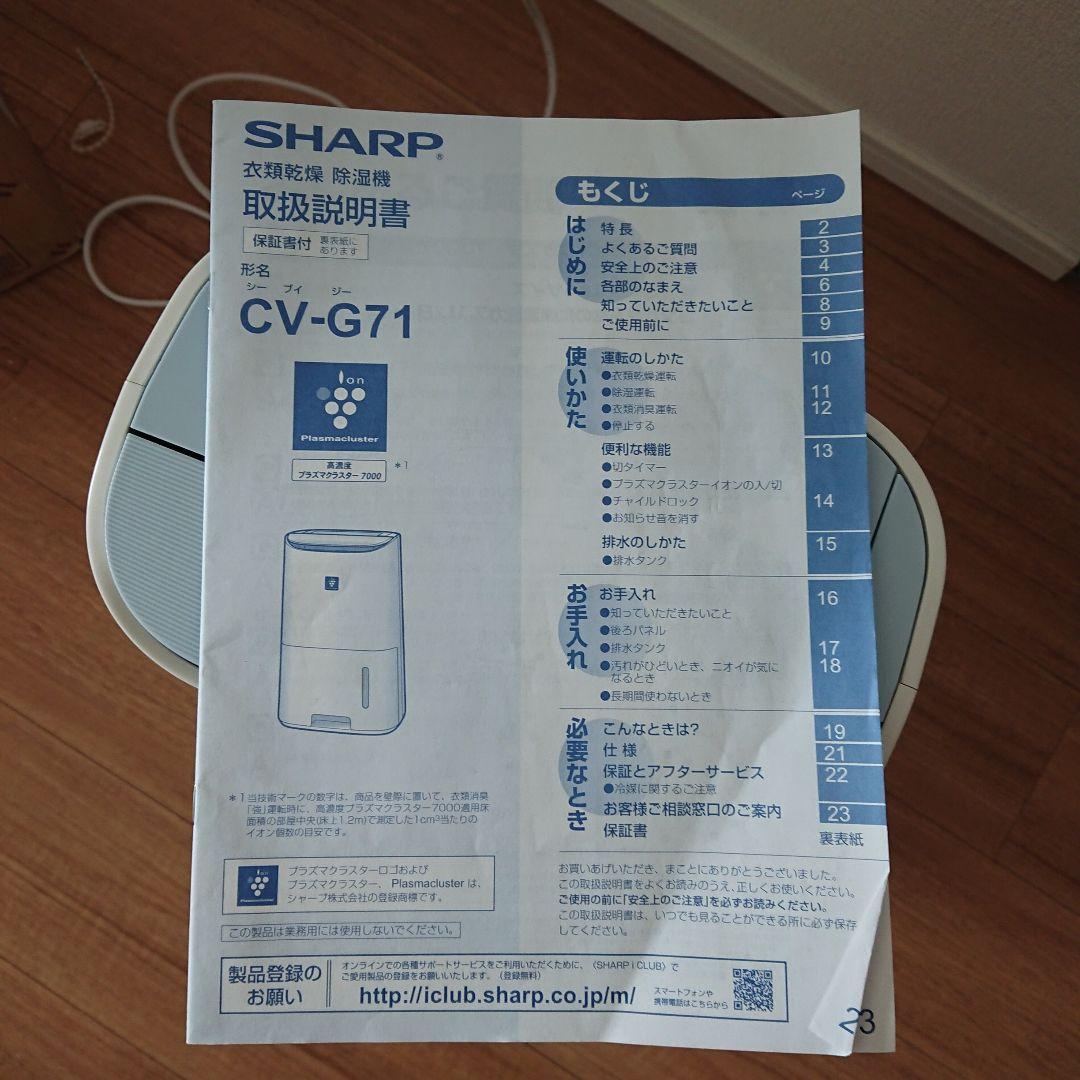 SHARP®
衣類乾燥 除湿機
取扱説明書
保証書付 裏表紙に
あります
形名
シー ブイ ジー
CV-G71
Ion
Plasmacluster
高濃度
プラズマクラスター 7000
*1
*1 当技術マークの数字は、商品を壁際に置いて、衣類消臭
「強」運転時に、高濃度プラズマクラスター7000適用床
面積の部屋中央(床上1.2m)で測定した1cm³当たりの
イオン個数の目安です。
Ion
Plasmacluster
プラズマクラスターロゴおよび
プラズマクラスター、Plasmacluster は、
シャープ株式会社の登録商標です。
この製品は業務用には使用しないでください。
もくじ ページ
はじめに
特長 2
よくあるご質問 3
安全上のご注意 4
各部のなまえ 6
知っていただきたいこと 8
ご使用前に 9
使いかた
運転のしかた 10
●衣類乾燥運転
●除湿運転 11
●衣類消臭運転 12
●停止する
便利な機能 13
●切タイマー
●プラズマクラスターイオンの入/切
●チャイルドロック 14
●お知らせ音を消す
排水のしかた 15
●排水タンク
お手入れ
お手入れ 16
●知っていただきたいこと
●後ろパネル
●排水タンク 17
●汚れがひどいとき、ニオイが気に 18
なるとき
●長期間使わないとき
必要なとき
こんなときは? 19
仕様 21
保証とアフターサービス 22
●冷媒に関するご注意
お客様ご相談窓口のご案内 23
保証書 裏表紙
お買いあげいただき、まことにありがとうございました。
この取扱説明書をよくお読みのうえ、正しくお使いください。
ご使用の前に「安全上のご注意」を必ずお読みください。
この取扱説明書は、いつでも見ることができる所に必ず保存
してください。
製品登録の
お願い
オンラインでの各種サポートサービスをご利用いただくために、〈SHARP i CLUB〉で
ご愛用製品の登録をお願いいたします。(登録無料)
http://iclub.sharp.co.jp/m/
スマートフォンや
携帯電話はこちらから
23